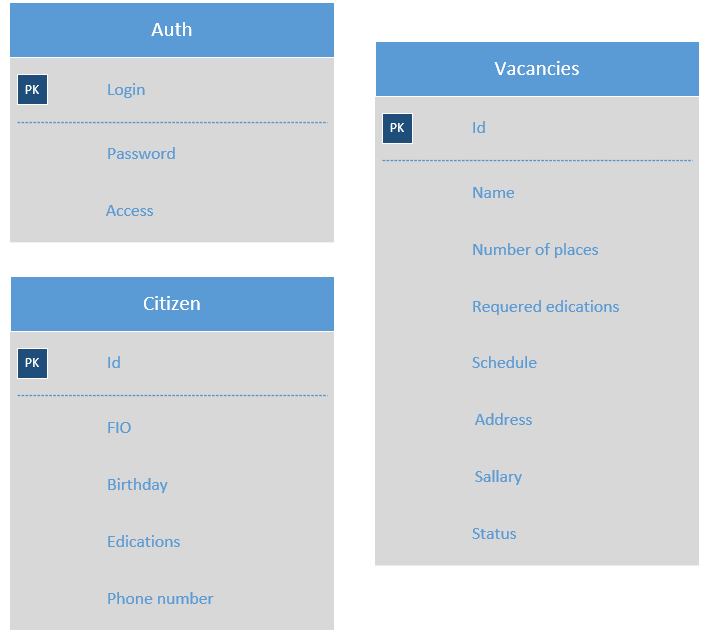 Auth
PK Login
Password
Access
Citizen
PK Id
FIO
Birthday
Edications
Phone number
Vacancies
PK Id
Name
Number of places
Requered edications
Schedule
Address
Sallary
Status